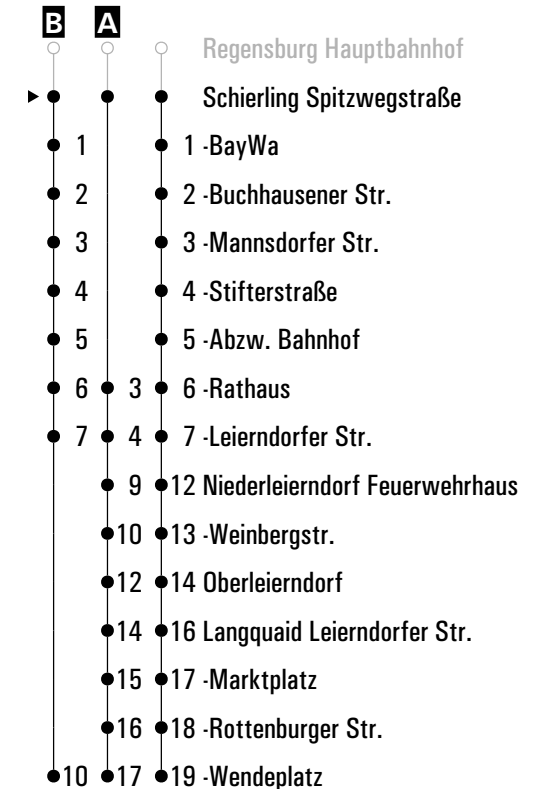 B A
Regensburg Hauptbahnhof
Schierling Spitzwegstraße
1 1 -BayWa
2 2 -Buchhausener Str.
3 3 -Mannsdorfer Str.
4 4 -Stifterstraße
5 5 -Abzw. Bahnhof
6 3 6 -Rathaus
7 4 7 -Leierndorfer Str.
9 12 Niederleierndorf Feuerwehrhaus
10 13 -Weinbergstr.
12 14 Oberleierndorf
14 16 Langquaid Leierndorfer Str.
15 17 -Marktplatz
16 18 -Rottenburger Str.
10 17 19 -Wendeplatz